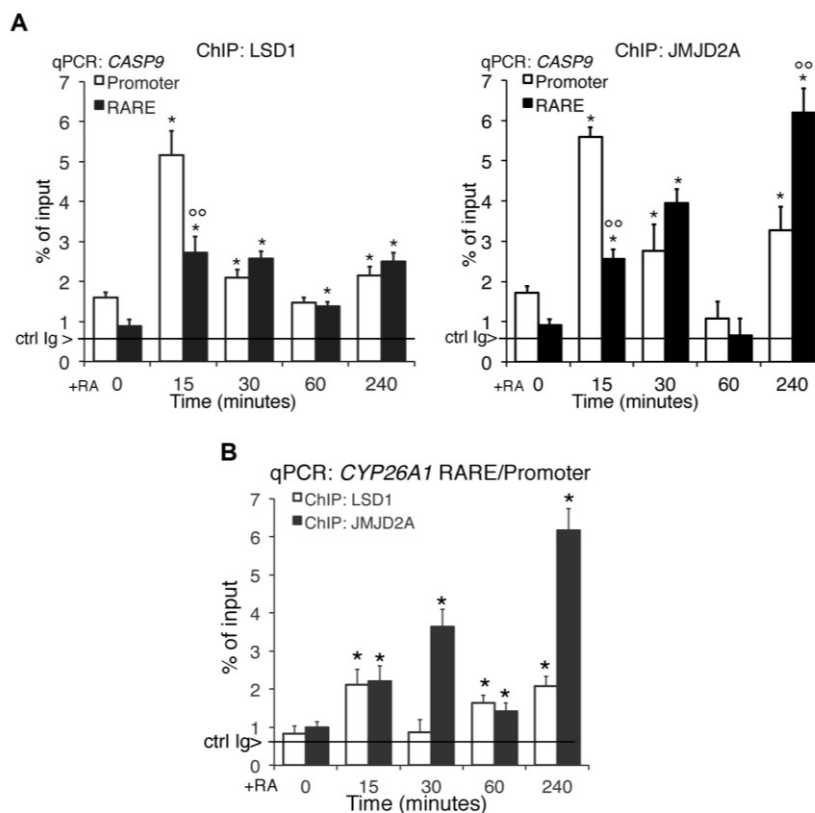 A
ChIP: LSD1
qPCR: CASP9
Promoter
RARE
7
6
5
4
3
2
1
0
% of input
ctrl Ig >
* °° * * * * * *
+RA 0 15 30 60 240
Time (minutes)
ChIP: JMJD2A
qPCR: CASP9
Promoter
RARE
7
6
5
4
3
2
1
0
% of input
ctrl Ig>
* °° * * * * °° *
+RA 0 15 30 60 240
Time (minutes)
B
qPCR: CYP26A1 RARE/Promoter
ChIP: LSD1
ChIP: JMJD2A
7
6
5
4
3
2
1
0
% of input
ctrl Ig>
* * * * * * *
+RA 0 15 30 60 240
Time (minutes)